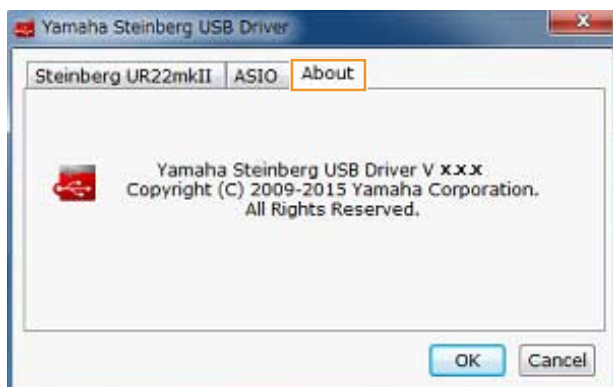 Yamaha Steinberg USB Driver
Steinberg UR22mkII ASIO About
Yamaha Steinberg USB Driver V x.x.x
Copyright (C) 2009-2015 Yamaha Corporation.
All Rights Reserved.
OK Cancel